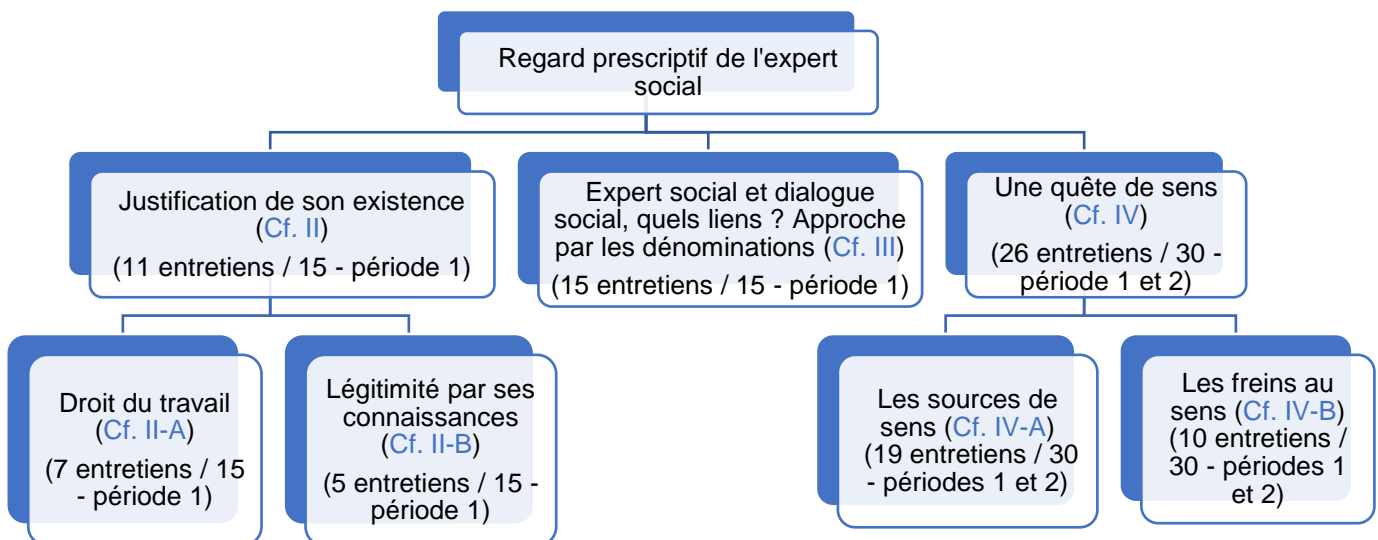 Regard prescriptif de l'expert
social
Justification de son existence
(Cf. II)
(11 entretiens / 15 - période 1)
Expert social et dialogue
social, quels liens ? Approche
par les dénominations (Cf. III)
(15 entretiens / 15 - période 1)
Une quête de sens
(Cf. IV)
(26 entretiens / 30 -
période 1 et 2)
Droit du travail
(Cf. II-A)
(7 entretiens / 15
- période 1)
Légitimité par ses
connaissances
(Cf. II-B)
(5 entretiens / 15 -
période 1)
Les sources de
sens (Cf. IV-A)
(19 entretiens / 30
- périodes 1 et 2)
Les freins au
sens (Cf. IV-B)
(10 entretiens /
30 - périodes 1
et 2)